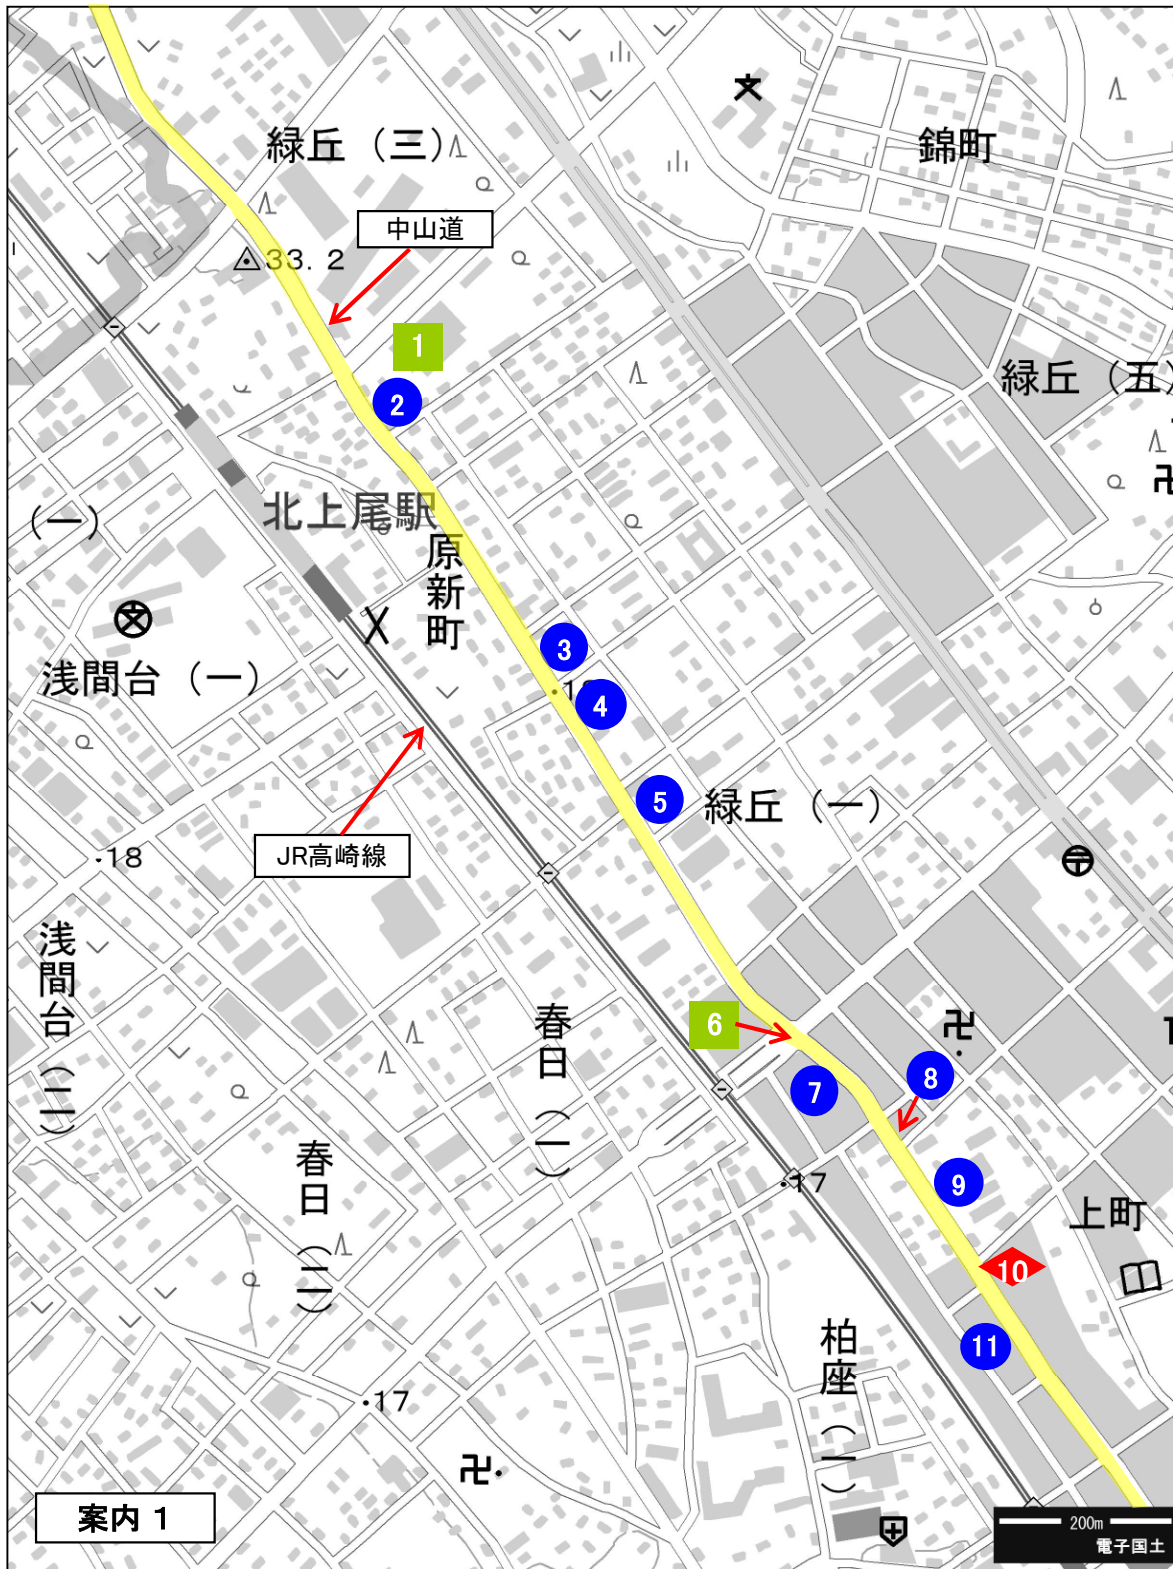 緑丘（三）
錦町
中山道
33. 2
1
緑丘（五）
2
北上尾駅
（一）
原新町
3
浅間台（一）
4
5
緑丘（一）
JR高崎線
18
浅間台（二）
6
春日（一）
7
8
春日（二）
17
9
上町
10
柏座（一）
11
17
案内 1
200m
電子国土